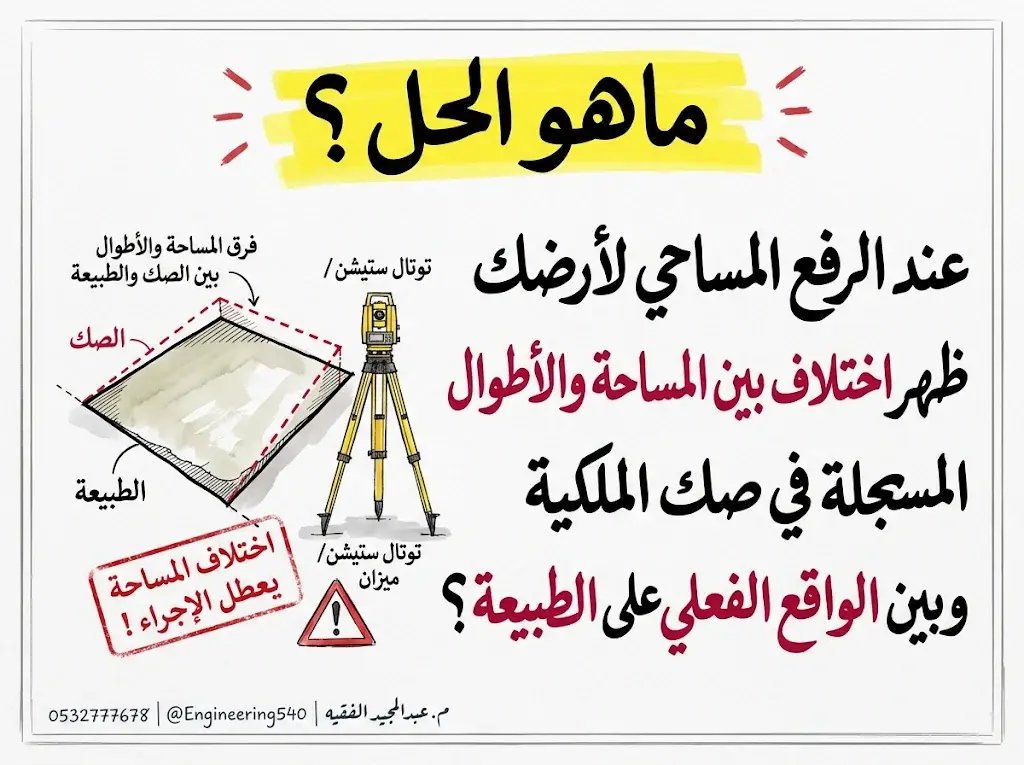 ماهو الحل ؟
عند الرفع المساحي لأرضك
ظهر اختلاف بين المساحة والأطوال
المسجلة في صك الملكية
وبين الواقع الفعلي على الطبيعة ؟
فرق المساحة والأطوال
بين الصك والطبيعة
توتال ستيشن /
الصك
الطبيعة
توتال ستيشن /
ميزان
اختلاف المساحة
يعطل الإجراء !
م. عبدالمجيد الفقيه | @Engineering540 | 0532777678